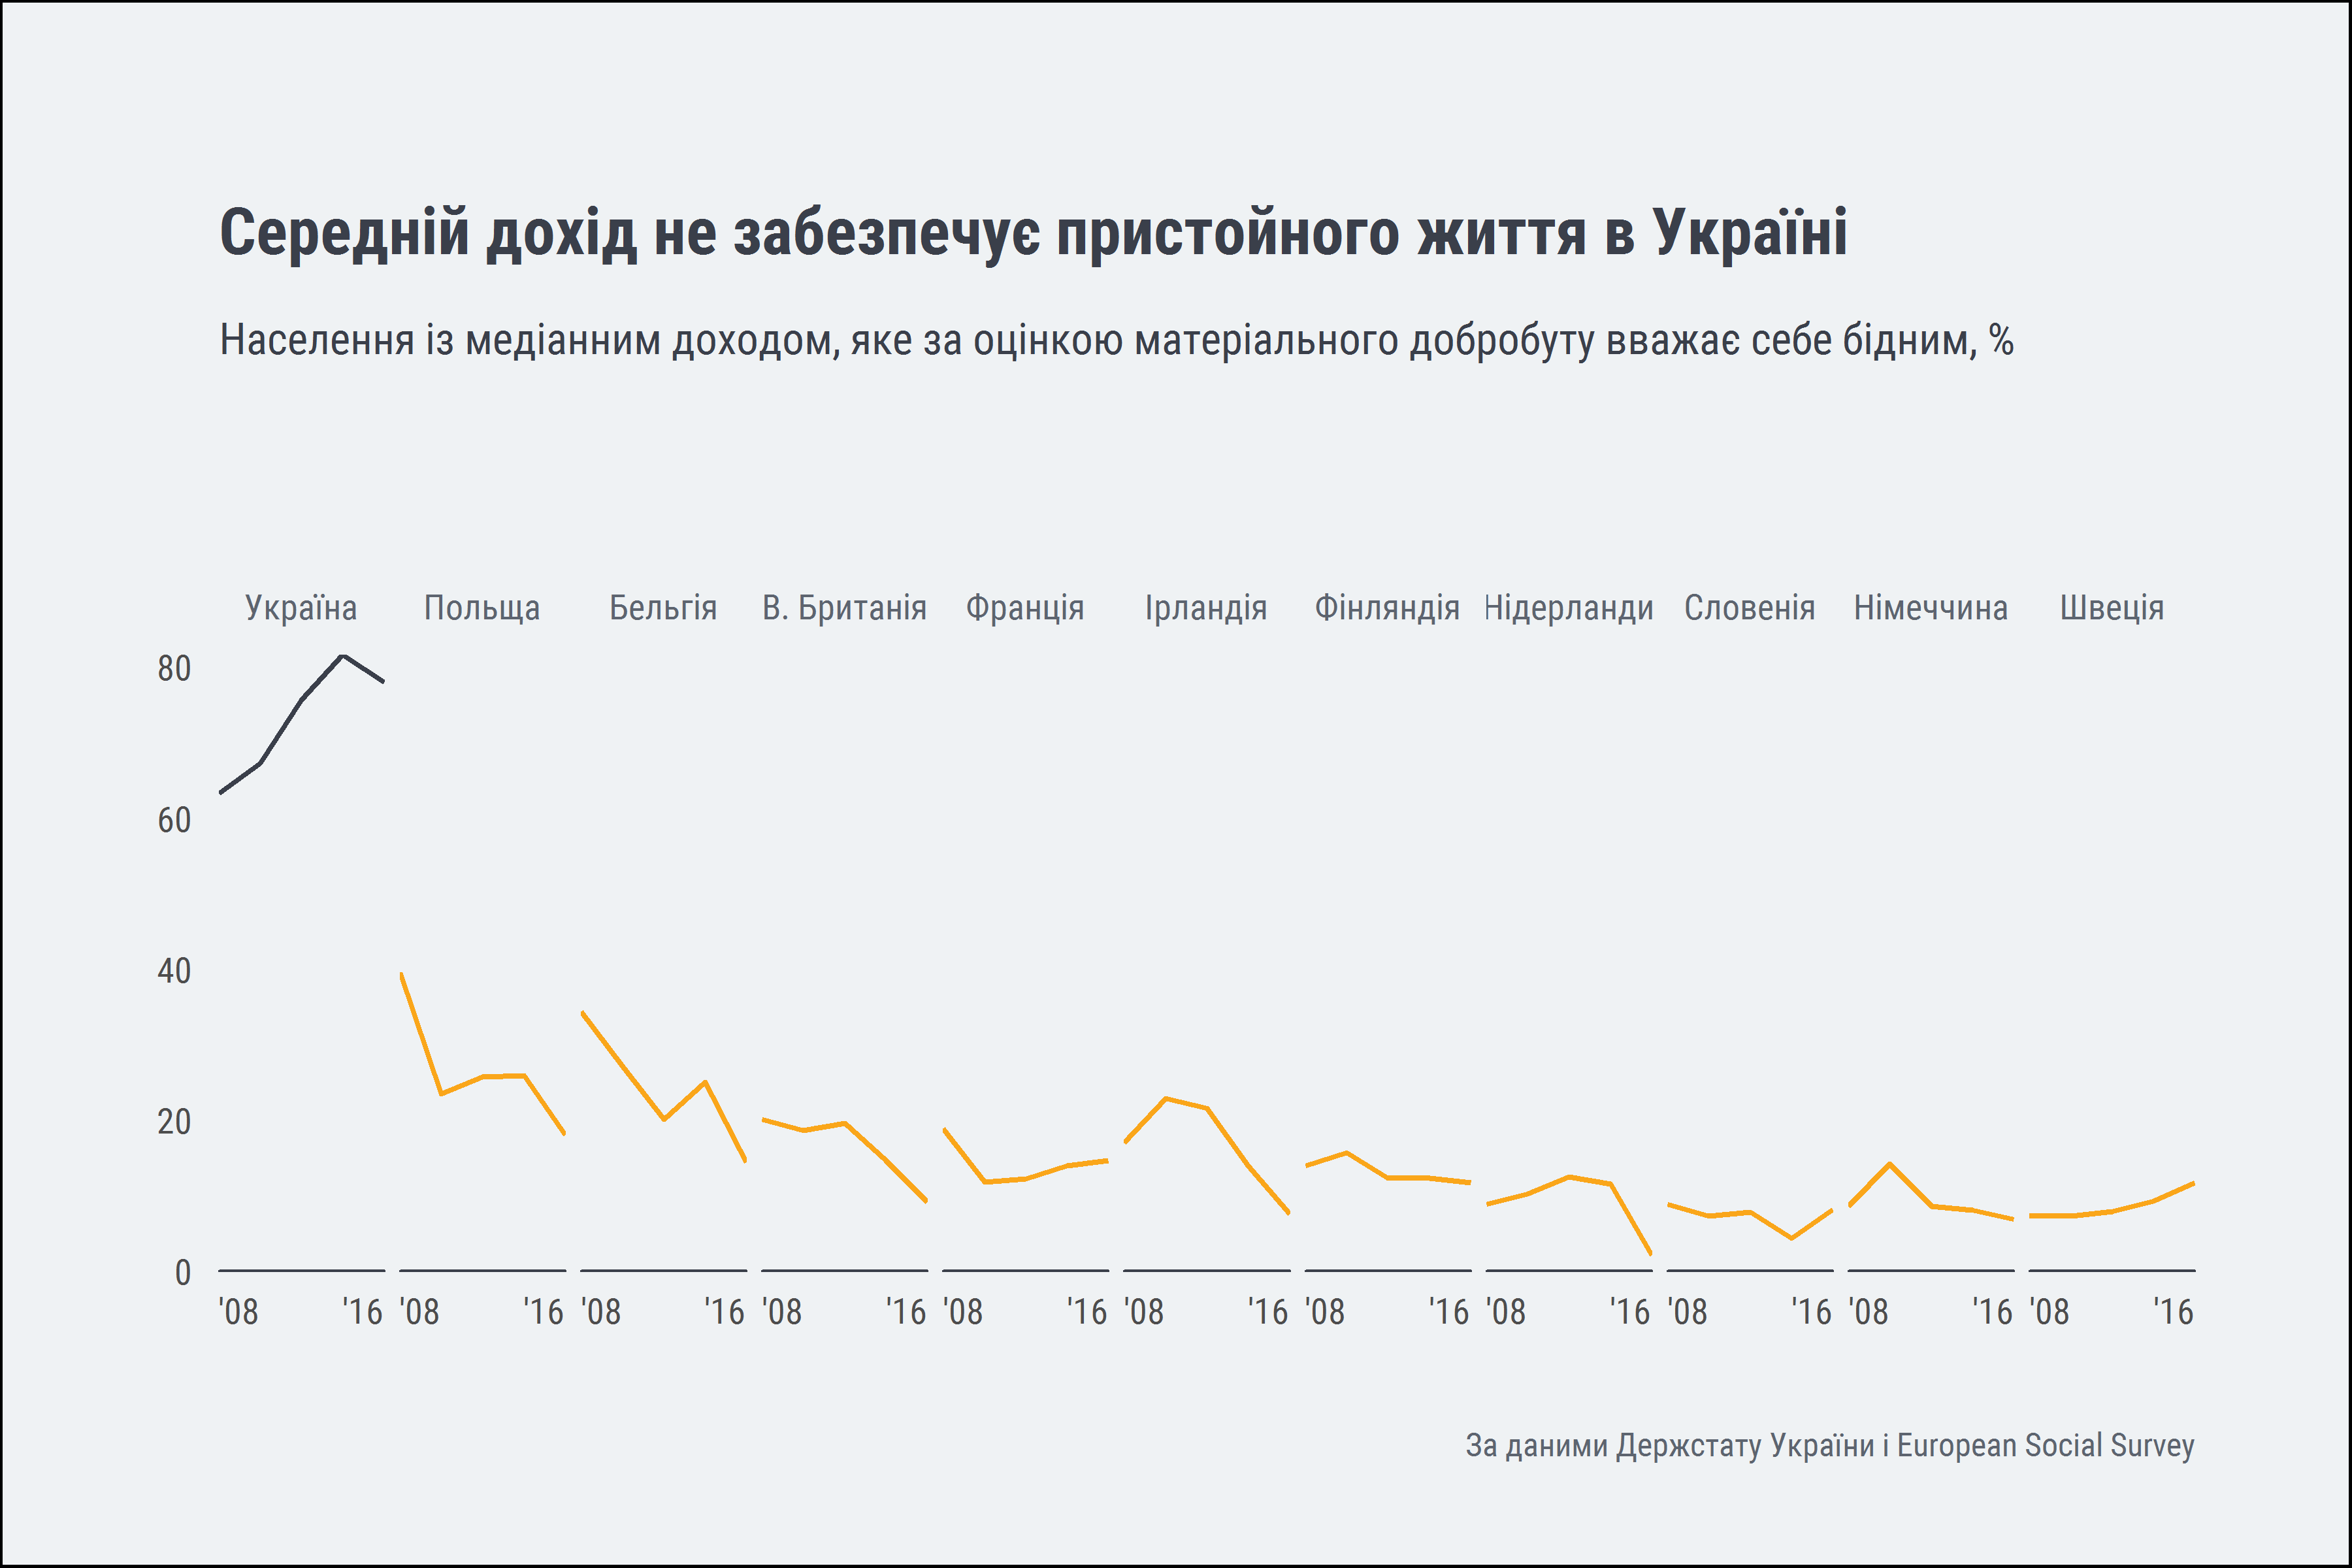 Середній дохід не забезпечує пристойного життя в Україні
Населення із медіанним доходом, яке за оцінкою матеріального добробуту вважає себе бідним, %
Україна Польща Бельгія В. Британія Франція Ірландія Фінляндія Нідерланди Словенія Німеччина Швеція
80
60
40
20
0
'08 '16 '08 '16 '08 '16 '08 '16 '08 '16 '08 '16 '08 '16 '08 '16 '08 '16 '08 '16 '08 '16
За даними Держстату України і European Social Survey